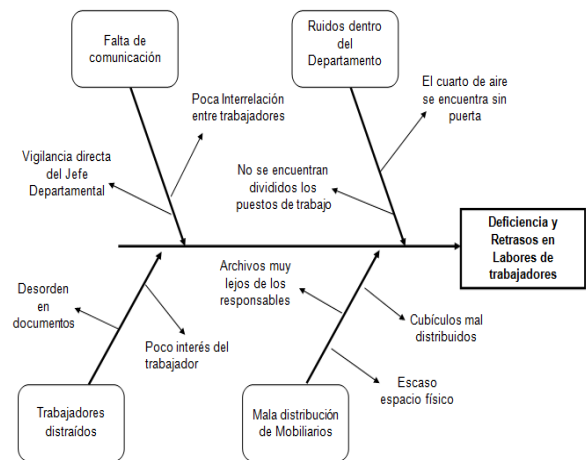 Falta de
comunicación
Ruidos dentro
del
Departamento
Poca Interrelación
entre trabajadores
El cuarto de aire
se encuentra sin
puerta
Vigilancia directa
del Jefe
Departamental
No se encuentran
divididos los
puestos de trabajo
Deficiencia y
Retrasos en
Labores de
trabajadores
Archivos muy
lejos de los
responsables
Desorden
en
documentos
Cubículos mal
distribuidos
Poco interés del
trabajador
Escaso
espacio físico
Trabajadores
distraídos
Mala distribución
de Mobiliarios